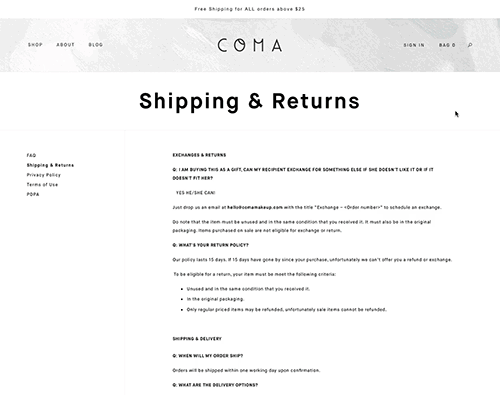 Free Shipping for ALL orders above $25
SHOP ABOUT BLOG
COMA
SIGN IN BAG 0
Shipping & Returns
FAQ
Shipping & Returns
Privacy Policy
Terms of Use
PDPA
EXCHANGES & RETURNS
Q: I AM BUYING THIS AS A GIFT, CAN MY RECIPIENT EXCHANGE FOR SOMETHING ELSE IF SHE DOESN'T LIKE IT OR IF IT
DOESN'T FIT HER?
YES HE/SHE CAN!
Just drop us an email at hello@comamakeup.com with the title "Exchange – <Order number>" to schedule an exchange.
Do note that the item must be unused and in the same condition that you received it. It must also be in the original
packaging. Items purchased on sale are not eligible for exchange or return.
Q: WHAT'S YOUR RETURN POLICY?
Our policy lasts 15 days. If 15 days have gone by since your purchase, unfortunately we can't offer you a refund or exchange.
To be eligible for a return, your item must be meet the following criteria:
• Unused and in the same condition that you received it.
• In the original packaging.
• Only regular priced items may be refunded, unfortunately sale items cannot be refunded.
SHIPPING & DELIVERY
Q: WHEN WILL MY ORDER SHIP?
Orders will be shipped within one working day upon confirmation.
Q: WHAT ARE THE DELIVERY OPTIONS?